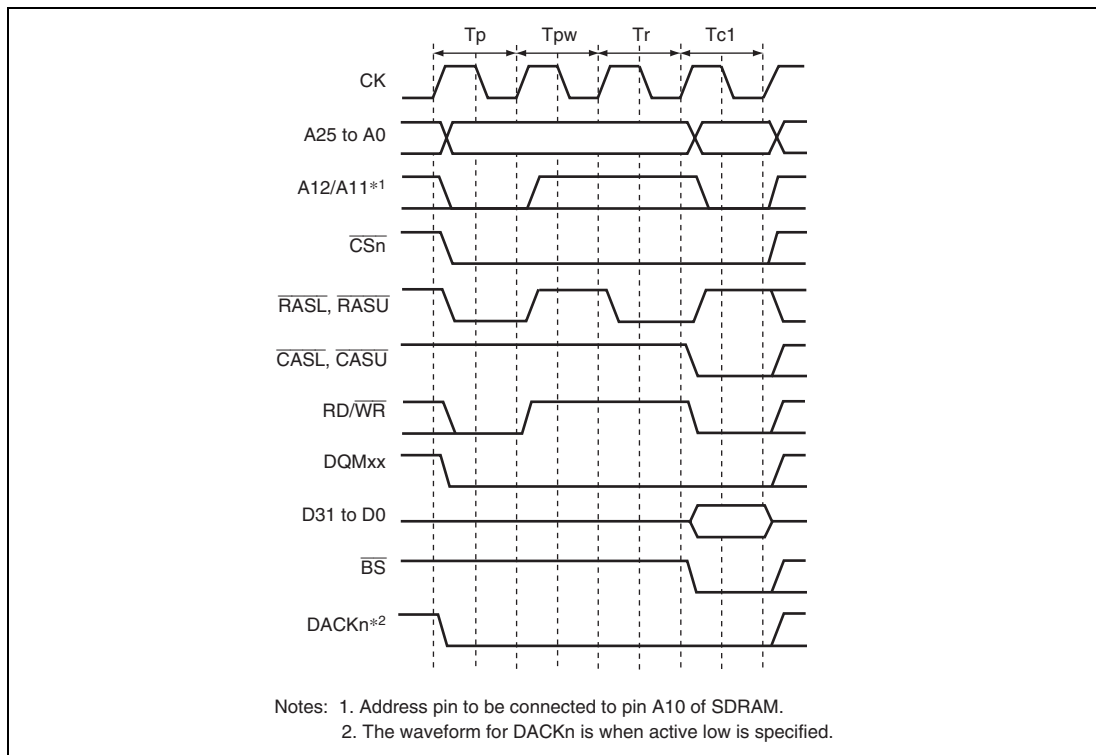 Tp Tpw Tr Tc1
CK
A25 to A0
A12/A11*1
CSn
RASL, RASU
CASL, CASU
RD/WR
DQMxx
D31 to D0
BS
DACKn*2
Notes: 1. Address pin to be connected to pin A10 of SDRAM.
2. The waveform for DACKn is when active low is specified.